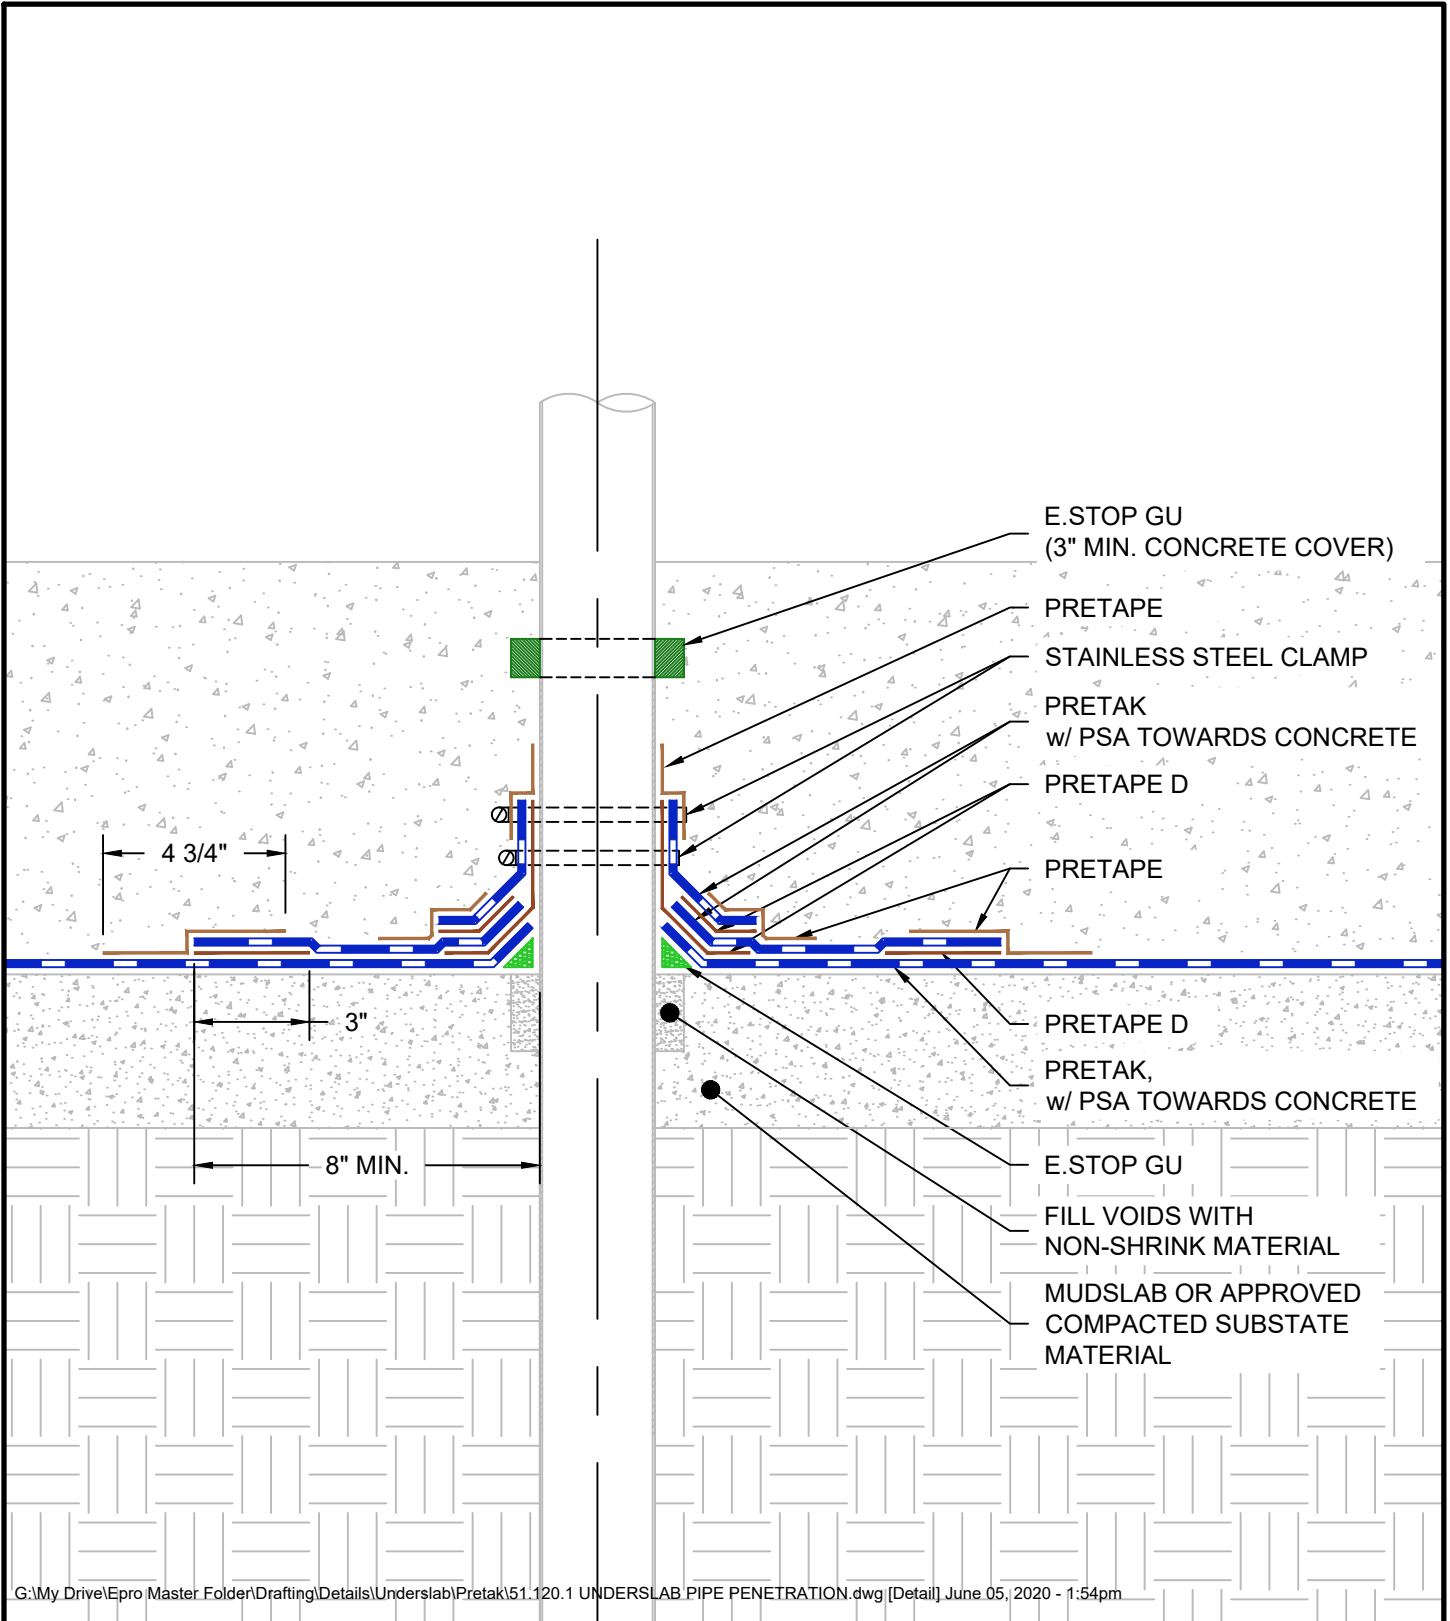 E.STOP GU
(3" MIN. CONCRETE COVER)
PRETAPE
STAINLESS STEEL CLAMP
PRETAK
w/ PSA TOWARDS CONCRETE
PRETAPE D
4 3/4"
PRETAPE
3"
PRETAPE D
PRETAK,
w/ PSA TOWARDS CONCRETE
8" MIN.
E.STOP GU
FILL VOIDS WITH
NON-SHRINK MATERIAL
MUDSLAB OR APPROVED
COMPACTED SUBSTATE
MATERIAL
G:\My Drive\Epro Master Folder\Drafting\Details\Underslab\Pretak\51.120.1 UNDERSLAB PIPE PENETRATION.dwg [Detail] June 05, 2020 - 1:54pm